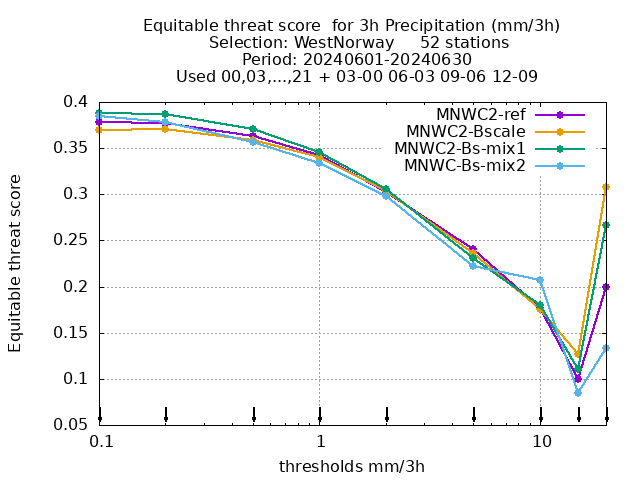 Equitable threat score  for 3h Precipitation (mm/3h)
Selection: WestNorway     52 stations
Period: 20240601-20240630
Used 00,03,...,21 + 03-00 06-03 09-06 12-09
MNWC2-ref
MNWC2-Bscale
MNWC2-Bs-mix1
MNWC-Bs-mix2
Equitable threat score
0.4
0.35
0.3
0.25
0.2
0.15
0.1
0.05
0.1
1
10
thresholds mm/3h